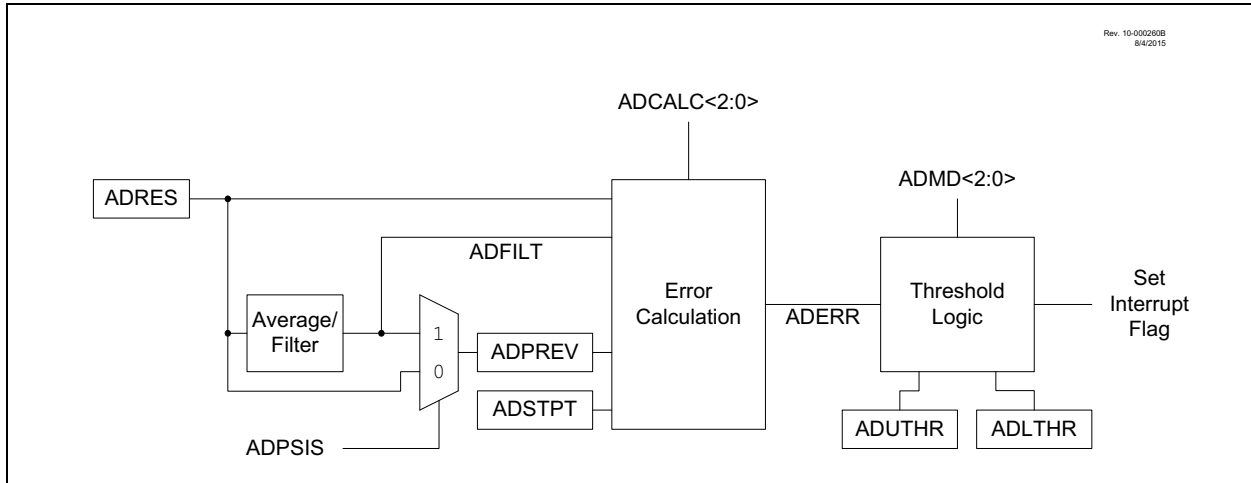 Rev. 10-000260B
8/4/2015
ADCALC<2:0>
ADMD<2:0>
ADRES
ADFILT
Error
Calculation
Threshold
Logic
Set
Interrupt
Flag
ADERR
Average/
Filter
1
0
ADPREV
ADSTPT
ADUTHR
ADLTHR
ADPSIS